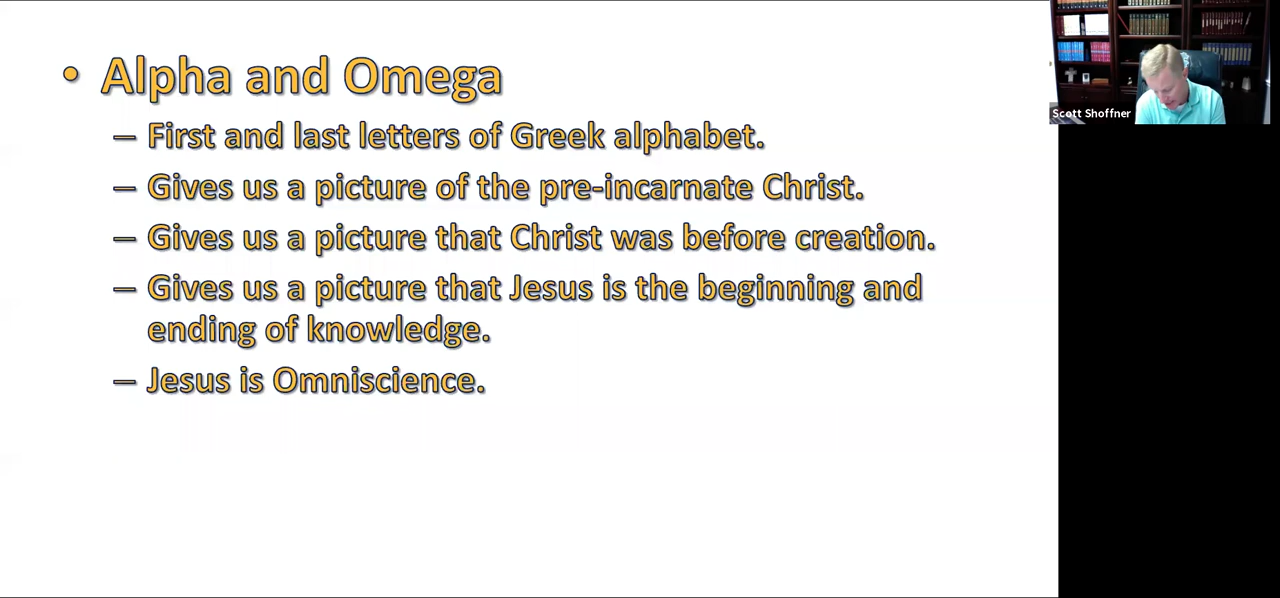 • Alpha and Omega
– First and last letters of Greek alphabet.
– Gives us a picture of the pre-incarnate Christ.
– Gives us a picture that Christ was before creation.
– Gives us a picture that Jesus is the beginning and
ending of knowledge.
– Jesus is Omniscience.
Scott Shoffner